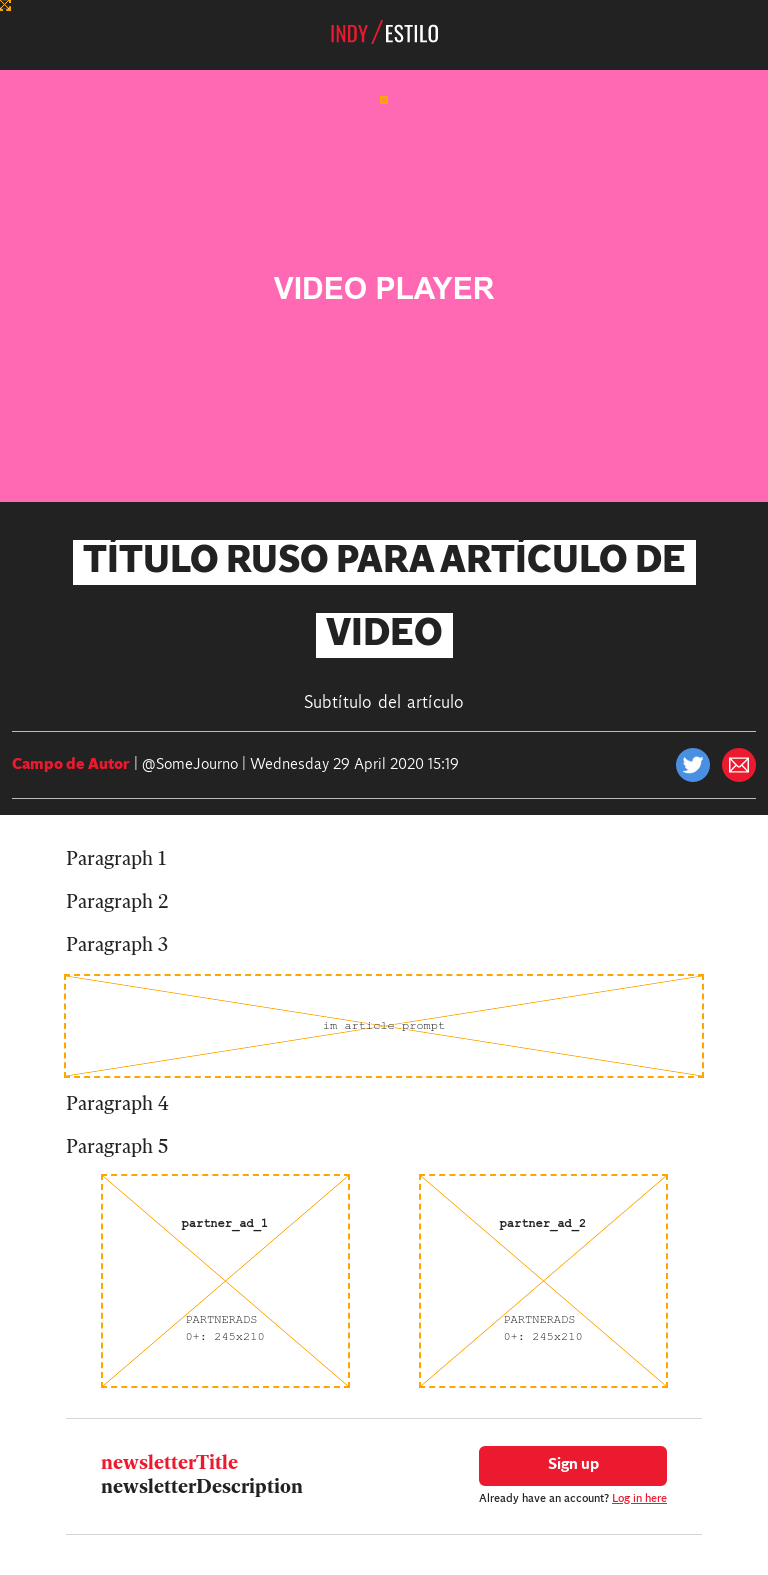 INDY/ESTILO
VIDEO PLAYER
TÍTULO RUSO PARA ARTÍCULO DE
VIDEO
Subtítulo del artículo
Campo de Autor | @SomeJourno | Wednesday 29 April 2020 15:19
Paragraph 1
Paragraph 2
Paragraph 3
im article prompt
Paragraph 4
Paragraph 5
partner_ad_1
PARTNERADS
0+: 245x210
partner_ad_2
PARTNERADS
0+: 245x210
newsletterTitle
newsletterDescription
Sign up
Already have an account? Log in here